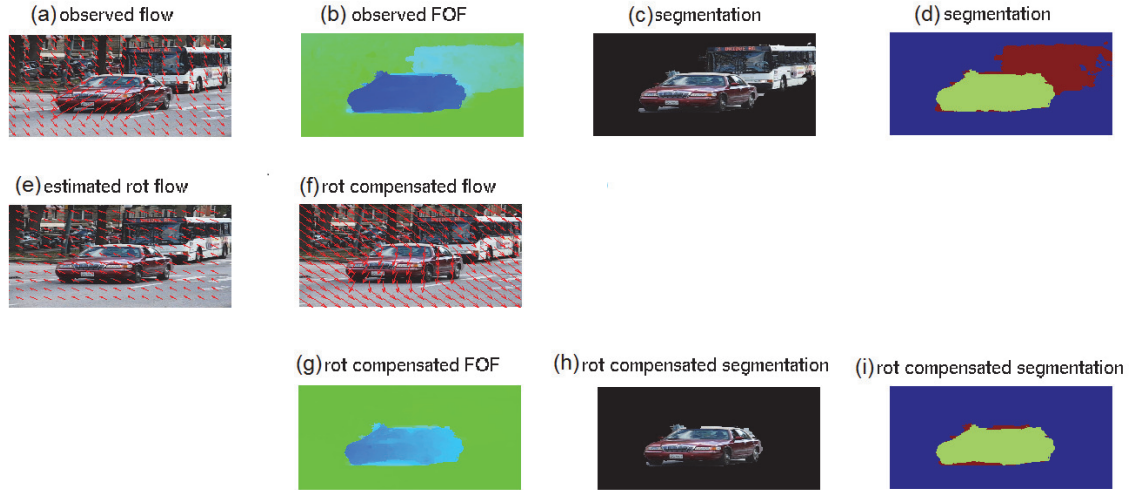 (a) observed flow
(b) observed FOF
(c) segmentation
(d) segmentation
(e) estimated rot flow
(f) rot compensated flow
(g) rot compensated FOF
(h) rot compensated segmentation
(i) rot compensated segmentation